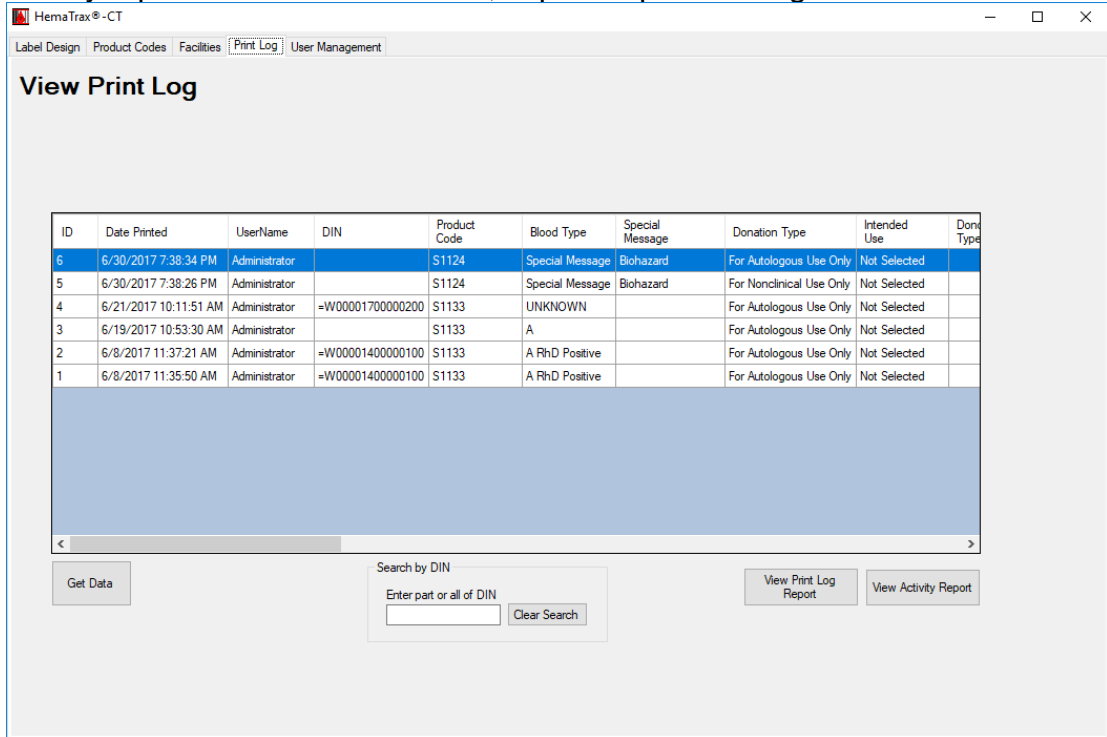 HemaTrax®-CT
Label Design Product Codes Facilities Print Log User Management
View Print Log
ID Date Printed UserName DIN Product Code Blood Type Special Message Donation Type Intended Use Type
6 6/30/2017 7:38:34 PM Administrator S1124 Special Message Biohazard For Autologous Use Only Not Selected
5 6/30/2017 7:38:26 PM Administrator S1124 Special Message Biohazard For Nonclinical Use Only Not Selected
4 6/21/2017 10:11:51 AM Administrator =W00001700000200 S1133 UNKNOWN For Autologous Use Only Not Selected
3 6/19/2017 10:53:30 AM Administrator S1133 A For Autologous Use Only Not Selected
2 6/8/2017 11:37:21 AM Administrator =W00001400000100 S1133 A RhD Positive For Autologous Use Only Not Selected
1 6/8/2017 11:35:50 AM Administrator =W00001400000100 S1133 A RhD Positive For Autologous Use Only Not Selected
Get Data
Search by DIN
Enter part or all of DIN
Clear Search
View Print Log
Report
View Activity Report